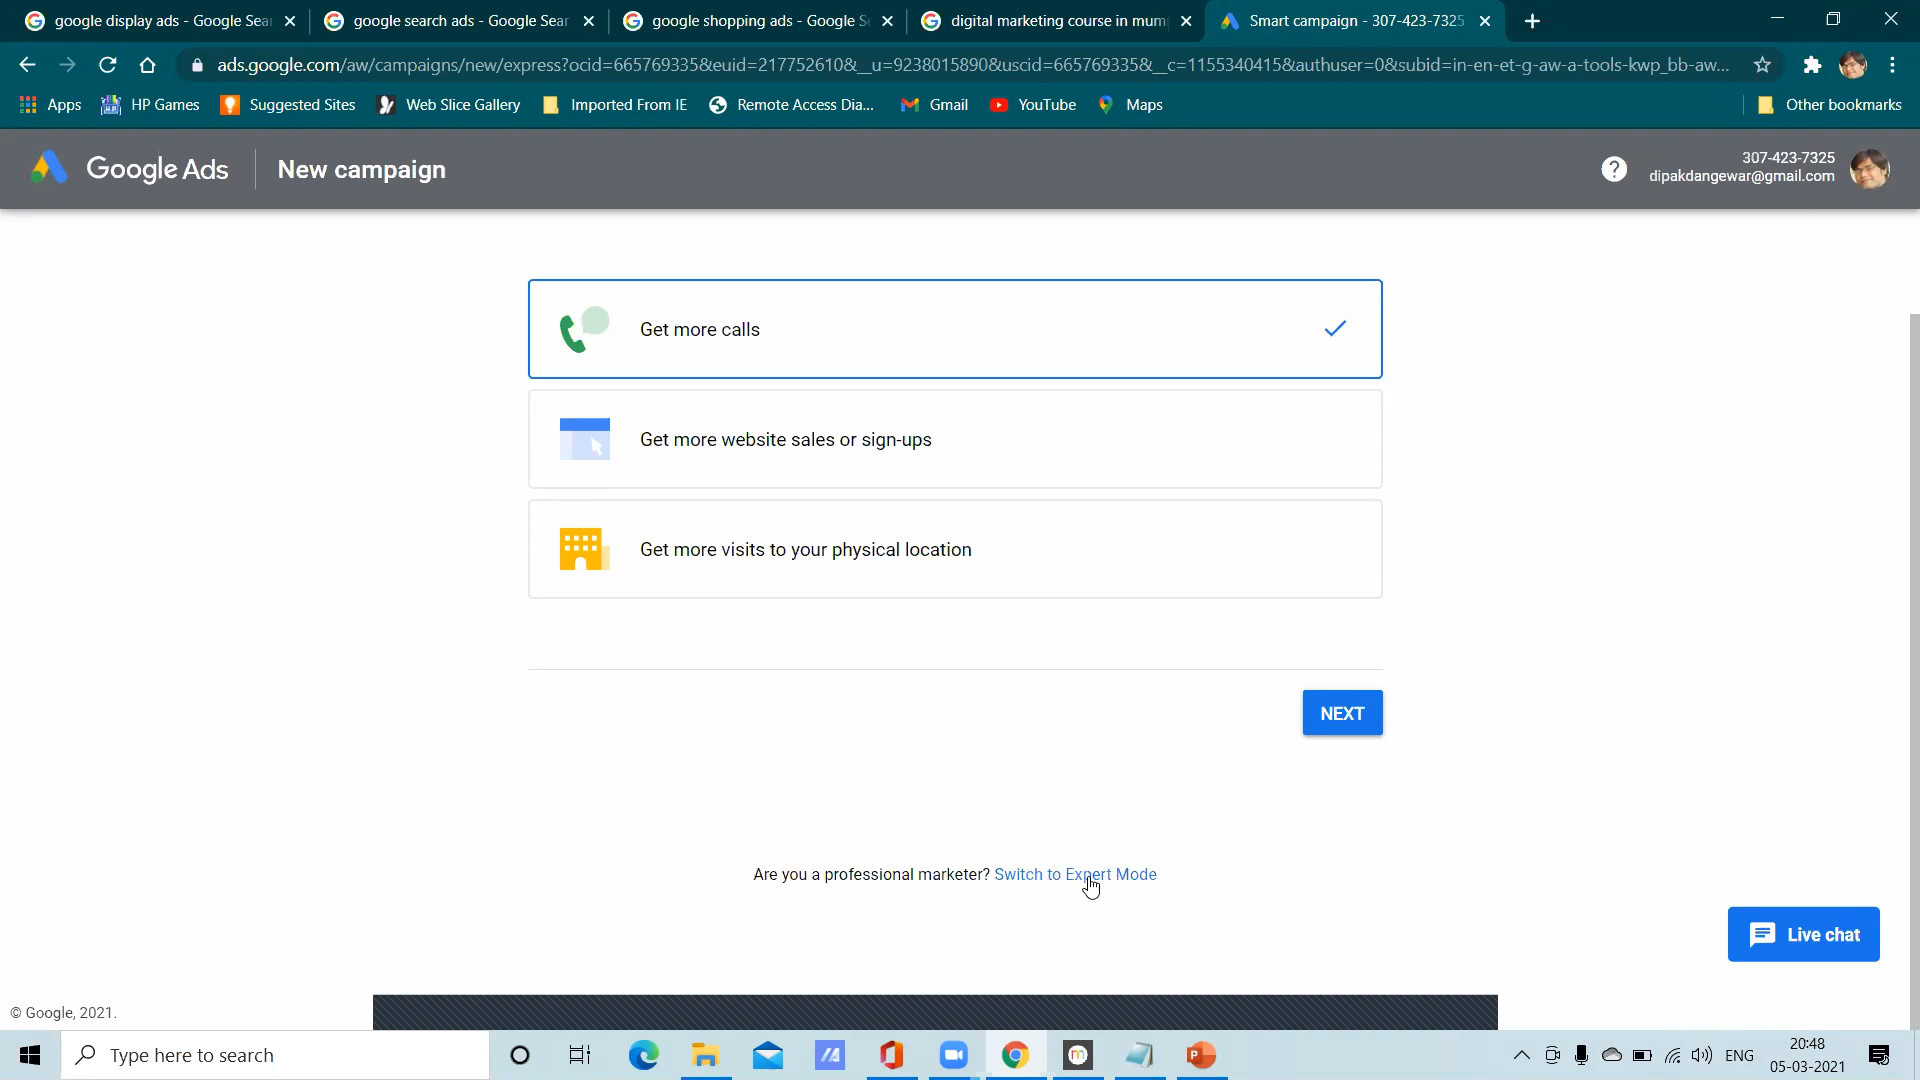 google display ads - Google Sea
google search ads - Google Sear
google shopping ads - Google S
digital marketing course in mum
Smart campaign - 307-423-7325
ads.google.com/aw/campaigns/new/express?ocid=665769335&euid=217752610&__u=9238015890&uscid=665769335&__c=1155340415&authuser=0&subid=in-en-et-g-aw-a-tools-kwp_bb-aw...
Apps
HP Games
Suggested Sites
Web Slice Gallery
Imported From IE
Remote Access Dia...
Gmail
YouTube
Maps
Other bookmarks
Google Ads
New campaign
?
307-423-7325
dipakdangewar@gmail.com
Get more calls
Get more website sales or sign-ups
Get more visits to your physical location
NEXT
Are you a professional marketer? Switch to Expert Mode
Live chat
© Google, 2021.
Type here to search
ENG
20:48
05-03-2021